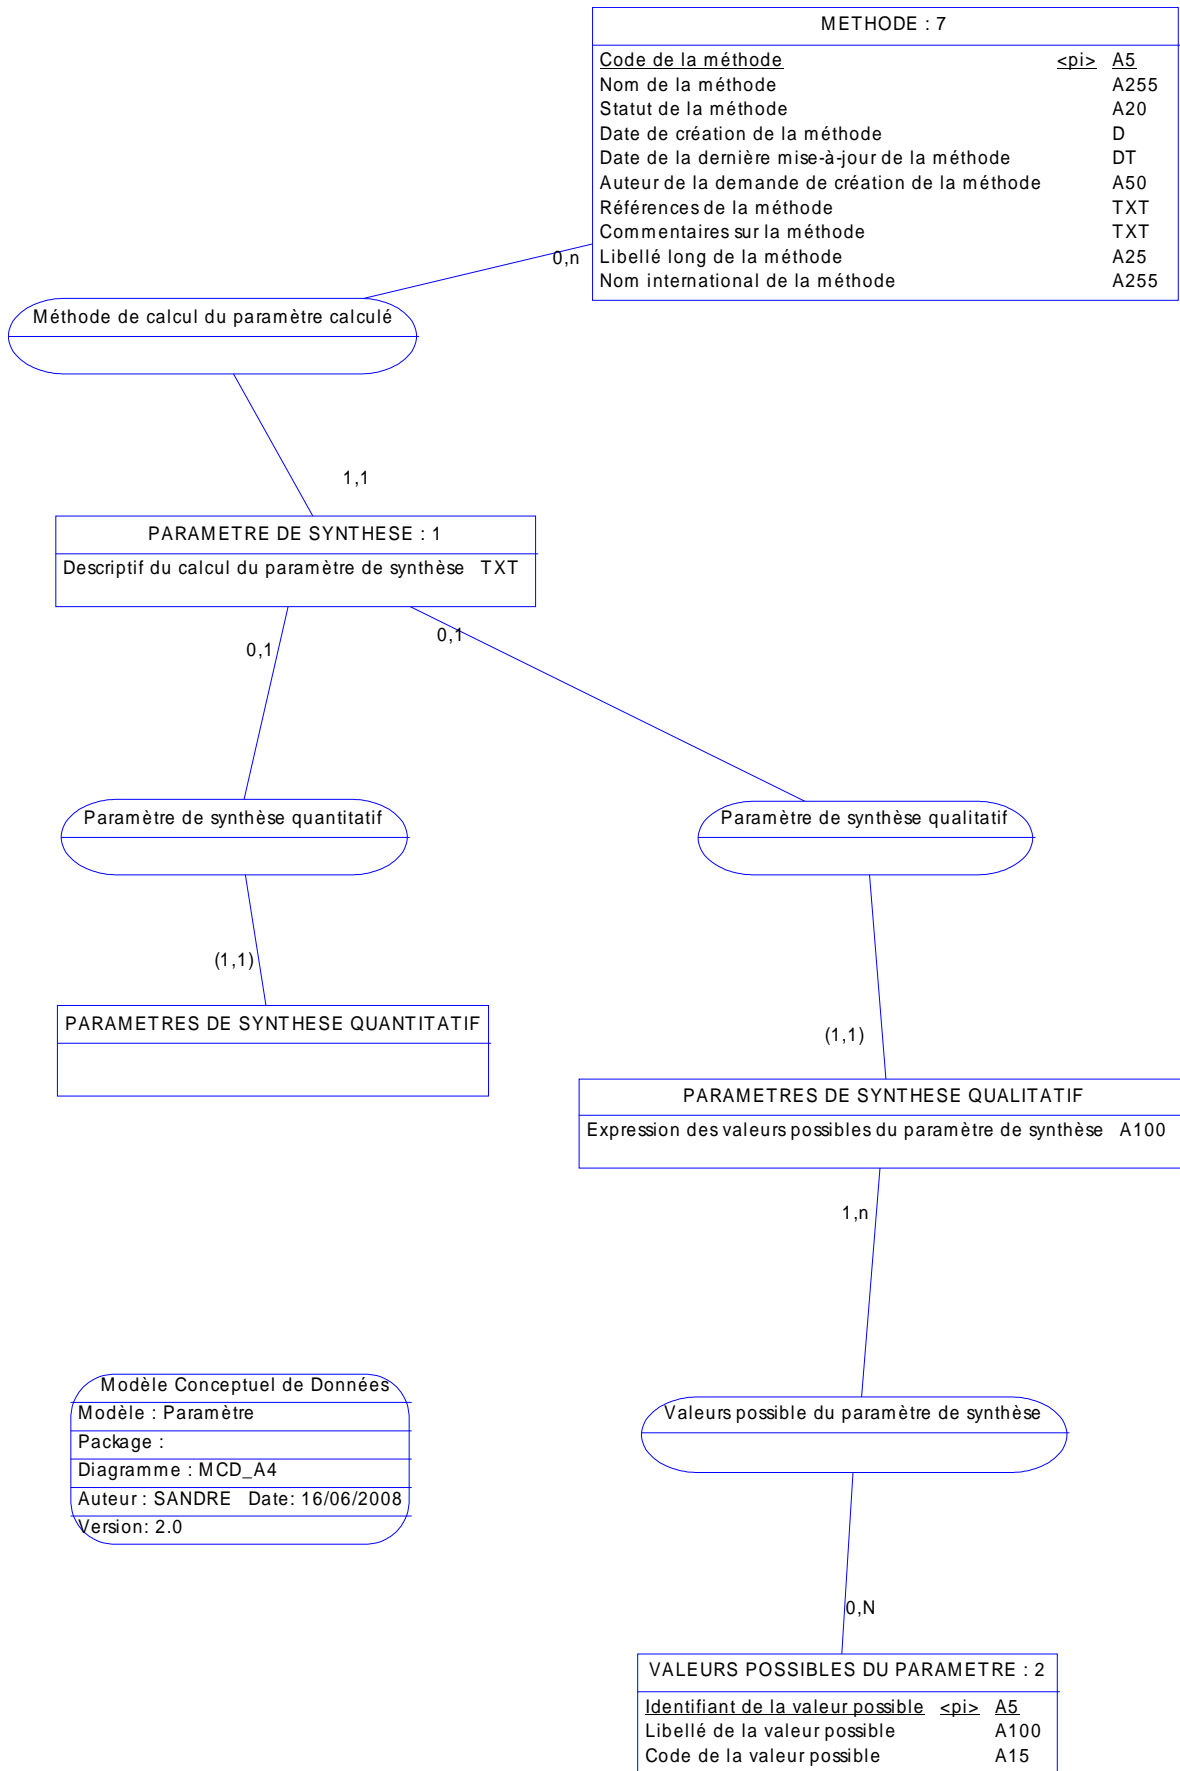 METHODE : 7
Code de la méthode <pi> A5
Nom de la méthode A255
Statut de la méthode A20
Date de création de la méthode D
Date de la dernière mise-à-jour de la méthode DT
Auteur de la demande de création de la méthode A50
Références de la méthode TXT
Commentaires sur la méthode TXT
Libellé long de la méthode A25
Nom international de la méthode A255
0,n
Méthode de calcul du paramètre calculé
1,1
PARAMETRE DE SYNTHESE : 1
Descriptif du calcul du paramètre de synthèse TXT
0,1
0,1
Paramètre de synthèse quantitatif
Paramètre de synthèse qualitatif
(1,1)
PARAMETRES DE SYNTHESE QUANTITATIF
(1,1)
PARAMETRES DE SYNTHESE QUALITATIF
Expression des valeurs possibles du paramètre de synthèse A100
1,n
Modèle Conceptuel de Données
Modèle : Paramètre
Package :
Diagramme : MCD_A4
Auteur : SANDRE Date: 16/06/2008
Version: 2.0
Valeurs possible du paramètre de synthèse
0,N
VALEURS POSSIBLES DU PARAMETRE : 2
Identifiant de la valeur possible <pi> A5
Libellé de la valeur possible A100
Code de la valeur possible A15